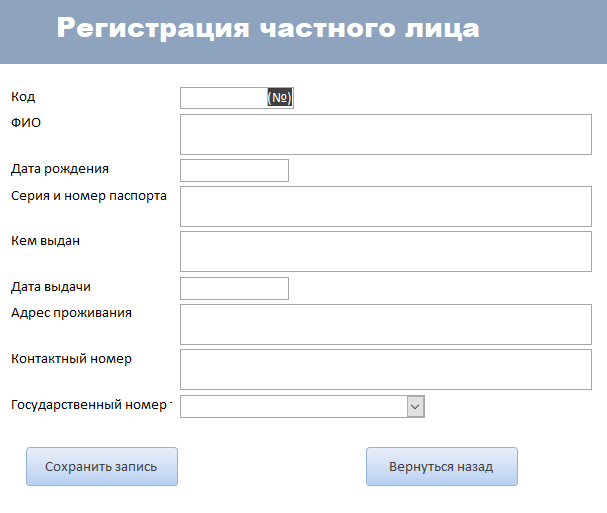 Регистрация частного лица
Код (№)
ФИО
Дата рождения
Серия и номер паспорта
Кем выдан
Дата выдачи
Адрес проживания
Контактный номер
Государственный номер
Сохранить запись Вернуться назад